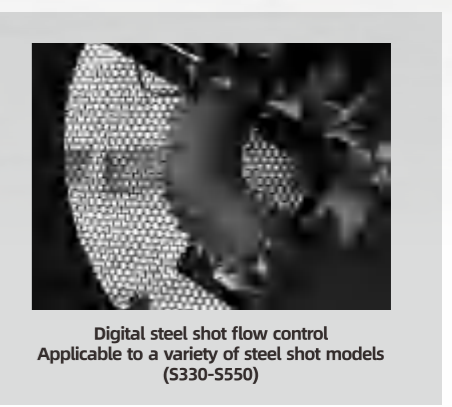 Digital steel shot flow control
Applicable to a variety of steel shot models
(S330-S550)